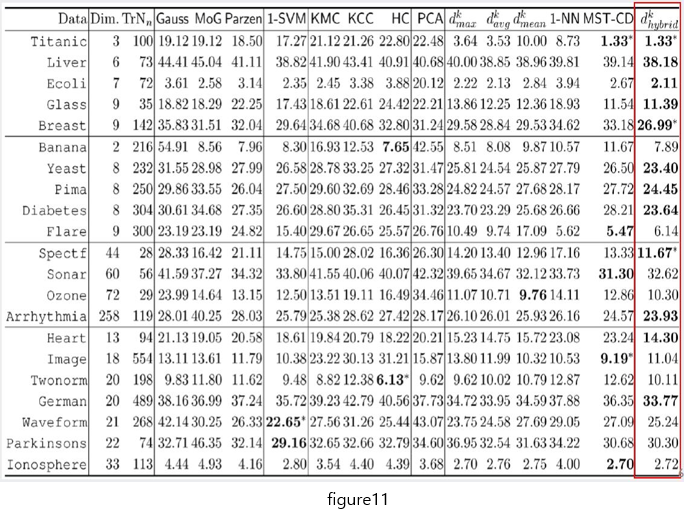 Data Dim. TrNₙ Gauss MoG Parzen 1-SVM KMC KCC HC PCA dᵏmax dᵏavg dᵏmean 1-NN MST-CD dᵏhybrid
Titanic 3 100 19.12 19.12 18.50 17.27 21.12 21.26 22.80 22.48 3.64 3.53 10.00 8.73 1.33* 1.33*
Liver 6 73 44.41 45.04 41.11 38.82 41.90 43.41 40.91 40.68 40.00 38.85 38.96 39.81 39.14 38.18
Ecoli 7 72 3.61 2.58 3.14 2.35 2.45 3.38 3.88 20.12 2.22 2.13 2.84 3.94 2.67 2.11
Glass 9 35 18.82 18.29 22.25 17.43 18.61 22.61 24.42 22.21 13.86 12.25 12.36 18.93 11.54 11.39
Breast 9 142 35.83 31.51 32.04 29.64 34.68 40.68 32.80 31.24 29.58 28.84 29.53 34.62 33.18 26.99*
Banana 2 216 54.91 8.56 7.96 8.30 16.93 12.53 7.65 42.55 8.51 8.08 9.87 10.57 11.67 7.89
Yeast 8 232 31.55 28.98 27.99 26.58 28.78 33.25 27.32 31.47 25.81 24.54 25.87 27.79 26.50 23.40
Pima 8 250 29.86 33.55 26.04 27.50 29.60 32.69 28.46 33.28 24.82 24.57 27.68 28.17 27.72 24.45
Diabetes 8 304 30.61 34.68 27.35 26.60 28.80 35.31 26.45 31.32 23.70 23.29 25.68 26.66 28.21 23.64
Flare 9 300 23.19 23.19 24.82 15.40 29.67 26.65 25.57 26.76 10.49 9.74 17.09 5.62 5.47 6.14
Spectf 44 28 28.33 16.42 21.11 14.75 15.00 28.02 16.36 26.30 14.20 13.40 12.96 17.16 13.33 11.67*
Sonar 60 56 41.59 37.27 34.32 33.80 41.55 40.06 40.07 42.32 39.65 34.67 32.12 33.73 31.30 32.62
Ozone 72 29 23.99 14.64 13.15 12.50 13.51 19.11 16.49 34.46 11.07 10.71 9.76 14.11 12.86 10.30
Arrhythmia 258 119 28.01 40.25 28.03 25.79 25.38 28.62 27.42 28.17 26.10 26.01 25.93 26.16 24.57 23.93
Heart 13 94 21.13 19.05 20.58 18.61 19.84 20.79 18.22 20.21 15.23 14.75 15.72 23.08 23.24 14.30
Image 18 554 13.11 13.61 11.79 10.38 23.22 30.13 31.21 15.87 13.80 11.99 10.32 10.53 9.19* 11.04
Twonorm 20 198 9.83 11.80 11.62 9.48 8.82 12.38 6.13* 9.62 9.62 10.02 10.79 12.87 12.62 10.11
German 20 489 38.16 36.99 37.24 35.72 39.23 42.79 40.56 37.73 34.72 33.95 34.59 37.88 36.35 33.77
Waveform 21 268 42.14 30.25 26.33 22.65* 27.56 31.26 25.44 43.07 23.75 24.58 27.69 29.05 27.09 25.24
Parkinsons 22 74 32.71 46.35 32.14 29.16 32.65 32.66 32.79 34.60 36.95 32.54 31.63 34.22 30.68 30.30
Ionosphere 33 113 4.44 4.93 4.16 2.80 3.54 4.40 4.39 3.68 2.70 2.76 2.75 4.00 2.70 2.72
figure11